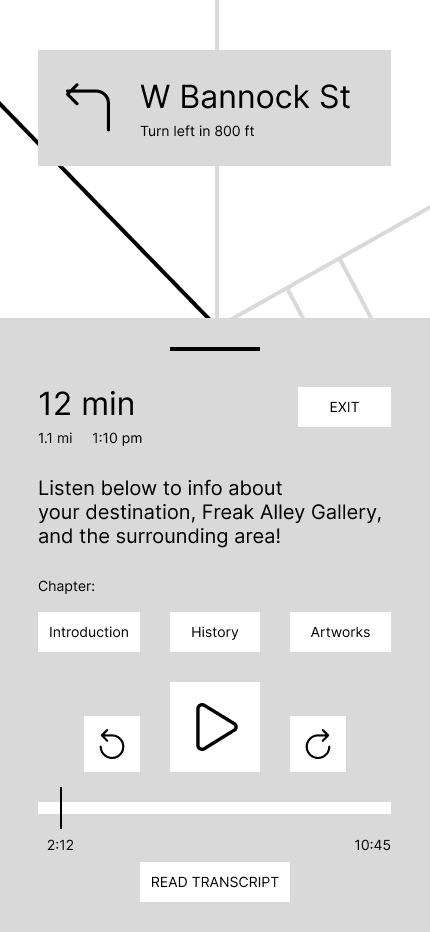 W Bannock St
Turn left in 800 ft
12 min
EXIT
1.1 mi 1:10 pm
Listen below to info about
your destination, Freak Alley Gallery,
and the surrounding area!
Chapter:
Introduction History Artworks
2:12 10:45
READ TRANSCRIPT